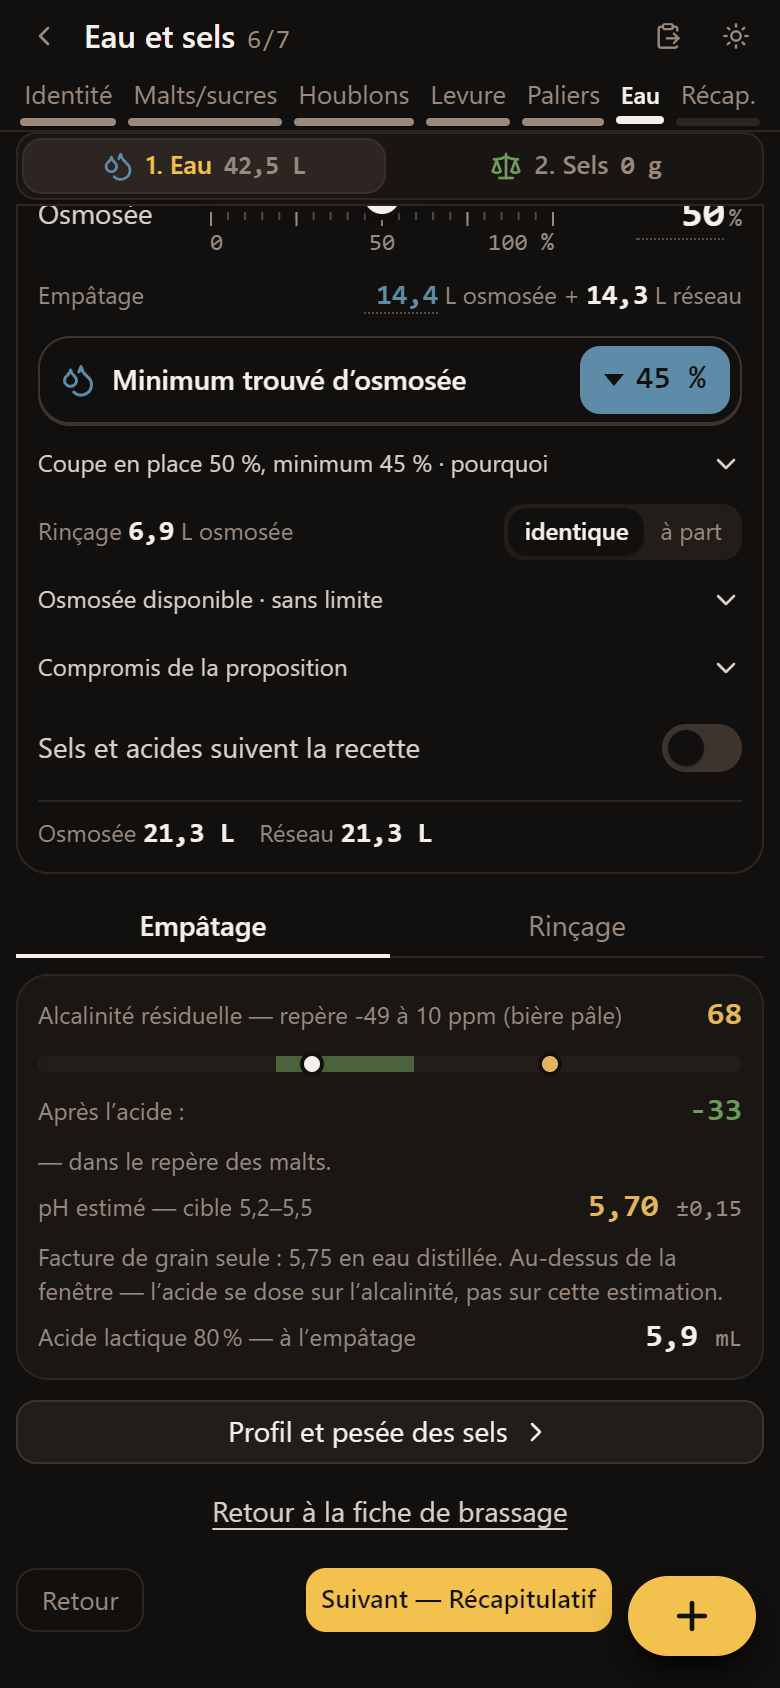 Eau et sels 6/7
Identité Malts/sucres Houblons Levure Paliers Eau Récap.
1. Eau 42,5 L 2. Sels 0 g
Osmosée 50 %
0 50 100 %
Empâtage 14,4 L osmosée + 14,3 L réseau
Minimum trouvé d’osmosée 45 %
Coupe en place 50 %, minimum 45 % · pourquoi
Rinçage 6,9 L osmosée identique à part
Osmosée disponible · sans limite
Compromis de la proposition
Sels et acides suivent la recette
Osmosée 21,3 L Réseau 21,3 L
Empâtage Rinçage
Alcalinité résiduelle — repère -49 à 10 ppm (bière pâle) 68
Après l’acide : -33
— dans le repère des malts.
pH estimé — cible 5,2–5,5 5,70 ±0,15
Facture de grain seule : 5,75 en eau distillée. Au-dessus de la
fenêtre — l’acide se dose sur l’alcalinité, pas sur cette estimation.
Acide lactique 80 % — à l’empâtage 5,9 mL
Profil et pesée des sels
Retour à la fiche de brassage
Retour Suivant — Récapitulatif +